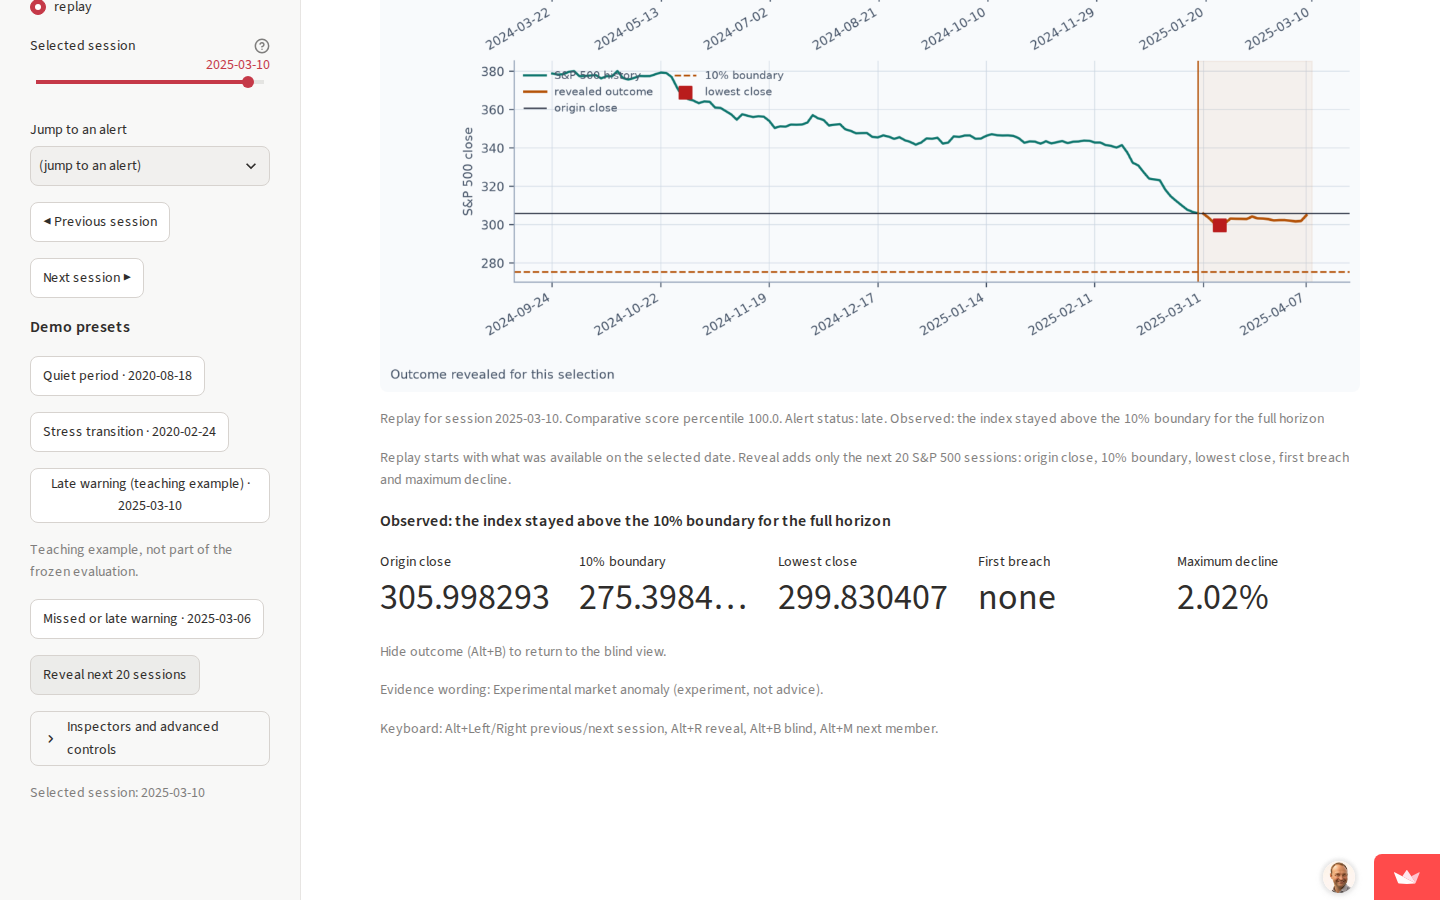 replay
Selected session
2025-03-10
Jump to an alert
(jump to an alert)
◀ Previous session
Next session ▶
Demo presets
Quiet period · 2020-08-18
Stress transition · 2020-02-24
Late warning (teaching example) ·
2025-03-10
Teaching example, not part of the
frozen evaluation.
Missed or late warning · 2025-03-06
Reveal next 20 sessions
Inspectors and advanced
controls
Selected session: 2025-03-10
2024-03-22 2024-05-13 2024-07-02 2024-08-21 2024-10-10 2024-11-29 2025-01-20 2025-03-10
S&P 500 close
380
360
340
320
300
280
S&P 500 history
revealed outcome
origin close
10% boundary
lowest close
2024-09-24 2024-10-22 2024-11-19 2024-12-17 2025-01-14 2025-02-11 2025-03-11 2025-04-07
Outcome revealed for this selection
Replay for session 2025-03-10. Comparative score percentile 100.0. Alert status: late. Observed: the index stayed above the 10% boundary for the full horizon
Replay starts with what was available on the selected date. Reveal adds only the next 20 S&P 500 sessions: origin close, 10% boundary, lowest close, first breach
and maximum decline.
Observed: the index stayed above the 10% boundary for the full horizon
Origin close 10% boundary Lowest close First breach Maximum decline
305.998293 275.3984... 299.830407 none 2.02%
Hide outcome (Alt+B) to return to the blind view.
Evidence wording: Experimental market anomaly (experiment, not advice).
Keyboard: Alt+Left/Right previous/next session, Alt+R reveal, Alt+B blind, Alt+M next member.